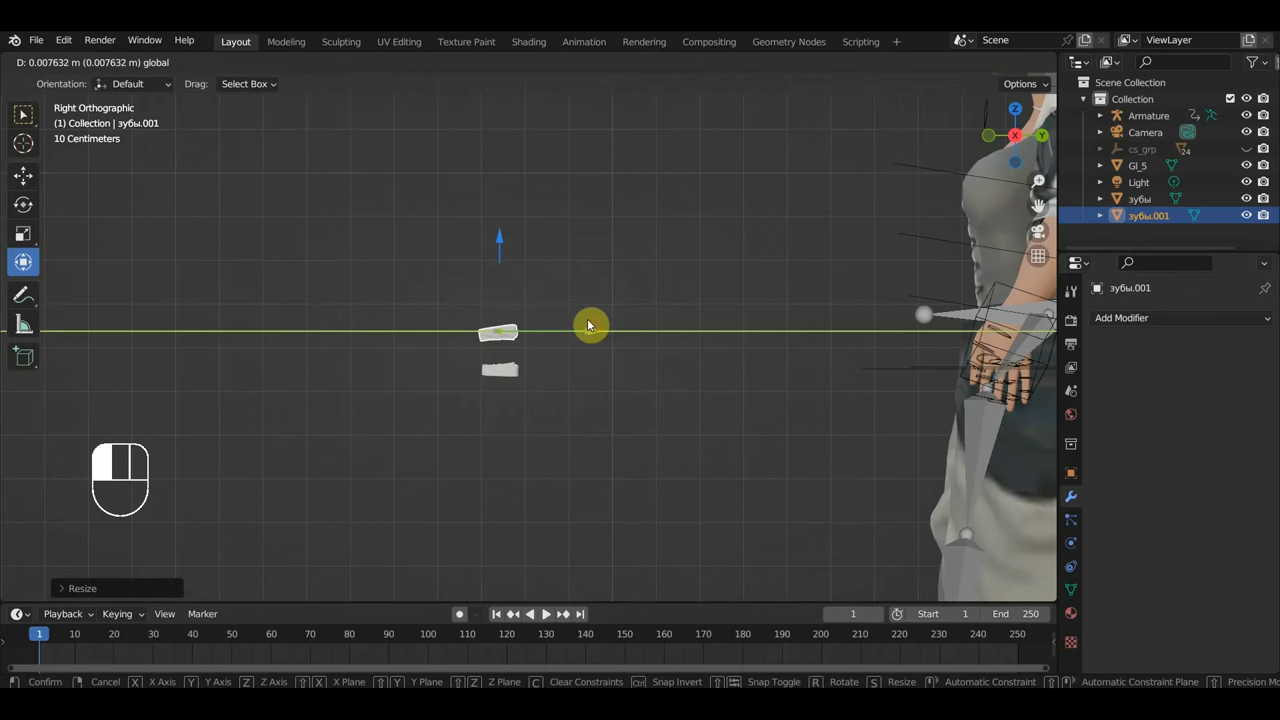 File Edit Render Window Help Layout Modeling Sculpting UV Editing Texture Paint Shading Animation Rendering Compositing Geometry Nodes Scripting + Scene ViewLayer
D: 0.007632 m (0.007632 m) global
Orientation: Default Drag: Select Box Options
Right Orthographic
(1) Collection | зубы.001
10 Centimeters
Z
X
Y
Scene Collection
Collection
Armature
Camera
cs_grp 24
Gl_5
Light
зубы
зубы.001
зубы.001
Add Modifier
Resize
Playback Keying View Marker 1 Start 1 End 250
1 10 20 30 40 50 60 70 80 90 100 110 120 130 140 150 160 170 180 190 200 210 220 230 240 250
Confirm Cancel X X Axis Y Y Axis Z Z Axis X X Plane Y Y Plane Z Z Plane C Clear Constraints Ctrl Snap Invert Snap Toggle R Rotate S Resize Automatic Constraint Automatic Constraint Plane Precision Mo